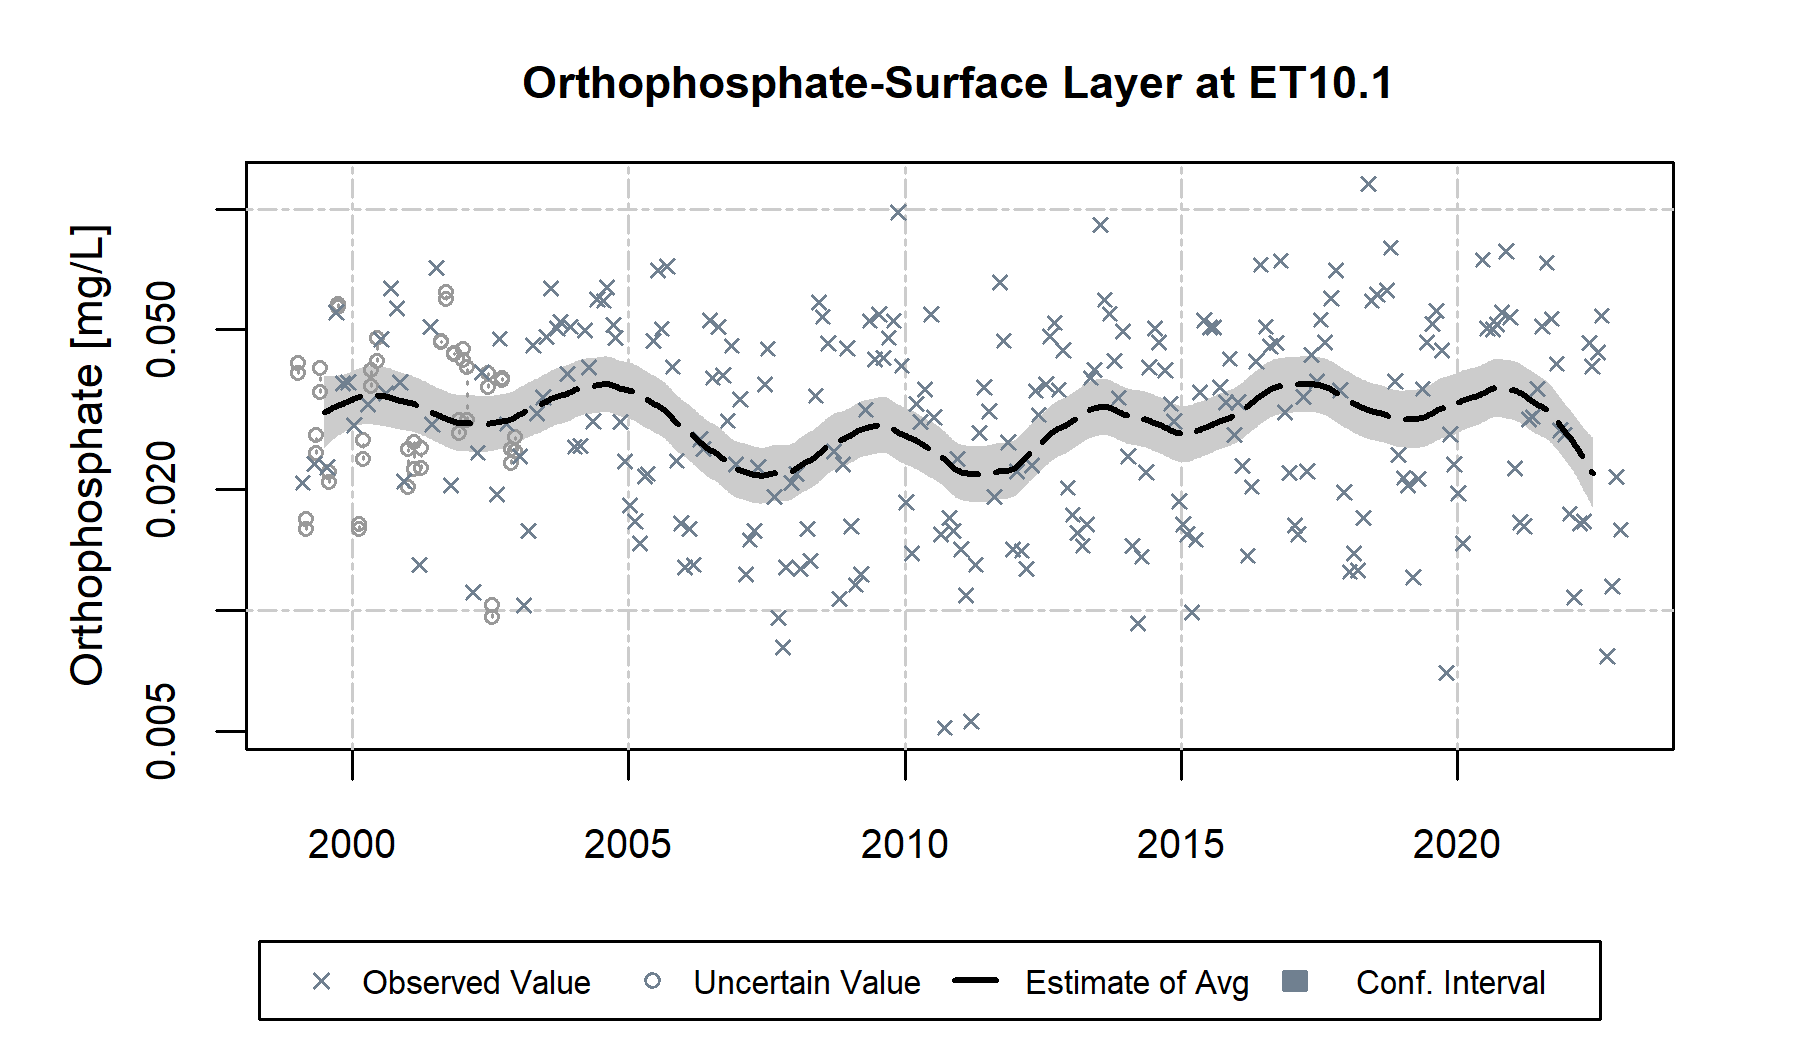 Orthophosphate-Surface Layer at ET10.1
Orthophosphate [mg/L]
0.050
0.020
0.005
2000 2005 2010 2015 2020
Observed Value Uncertain Value Estimate of Avg Conf. Interval